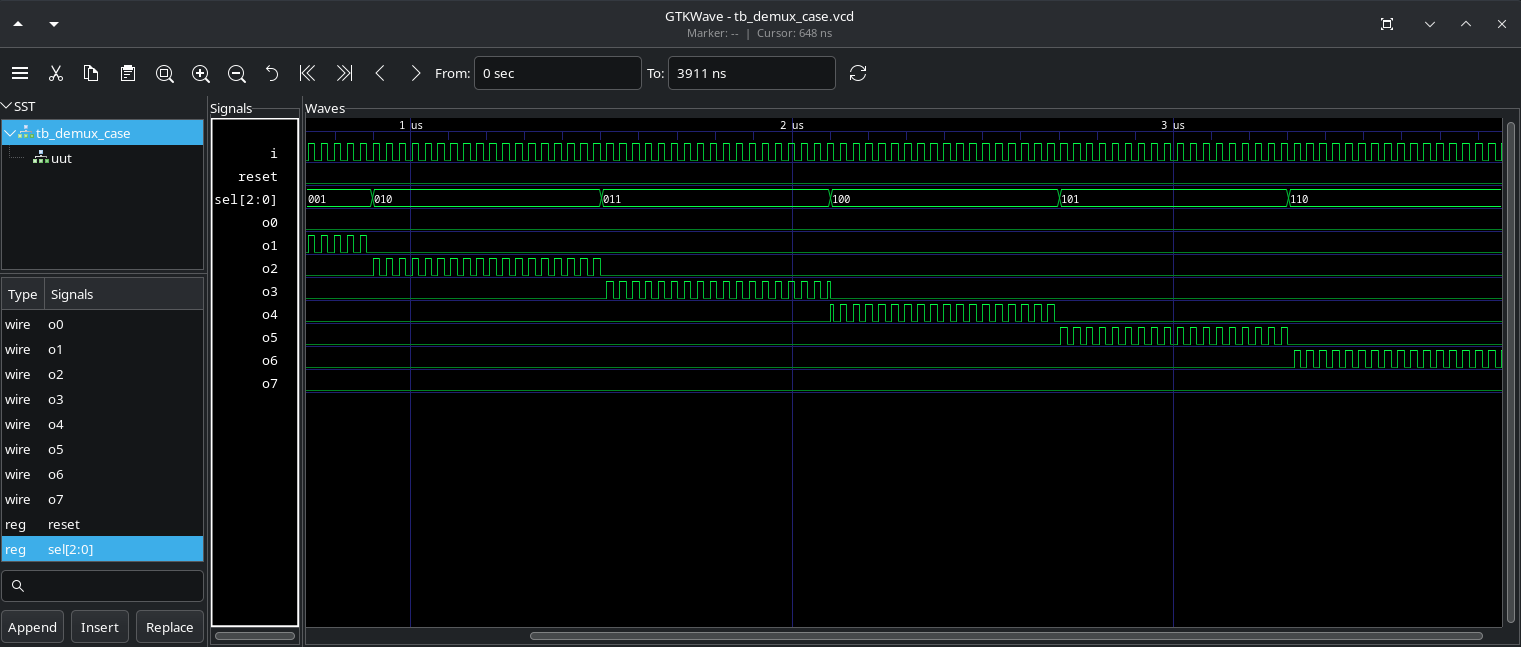 GTKWave - tb_demux_case.vcd
Marker: -- | Cursor: 648 ns
From: 0 sec To: 3911 ns
SST
tb_demux_case
uut
Type Signals
wire o0
wire o1
wire o2
wire o3
wire o4
wire o5
wire o6
wire o7
reg reset
reg sel[2:0]
Append Insert Replace
Signals
i
reset
sel[2:0]
o0
o1
o2
o3
o4
o5
o6
o7
Waves
1 us 2 us 3 us
001 010 011 100 101 110